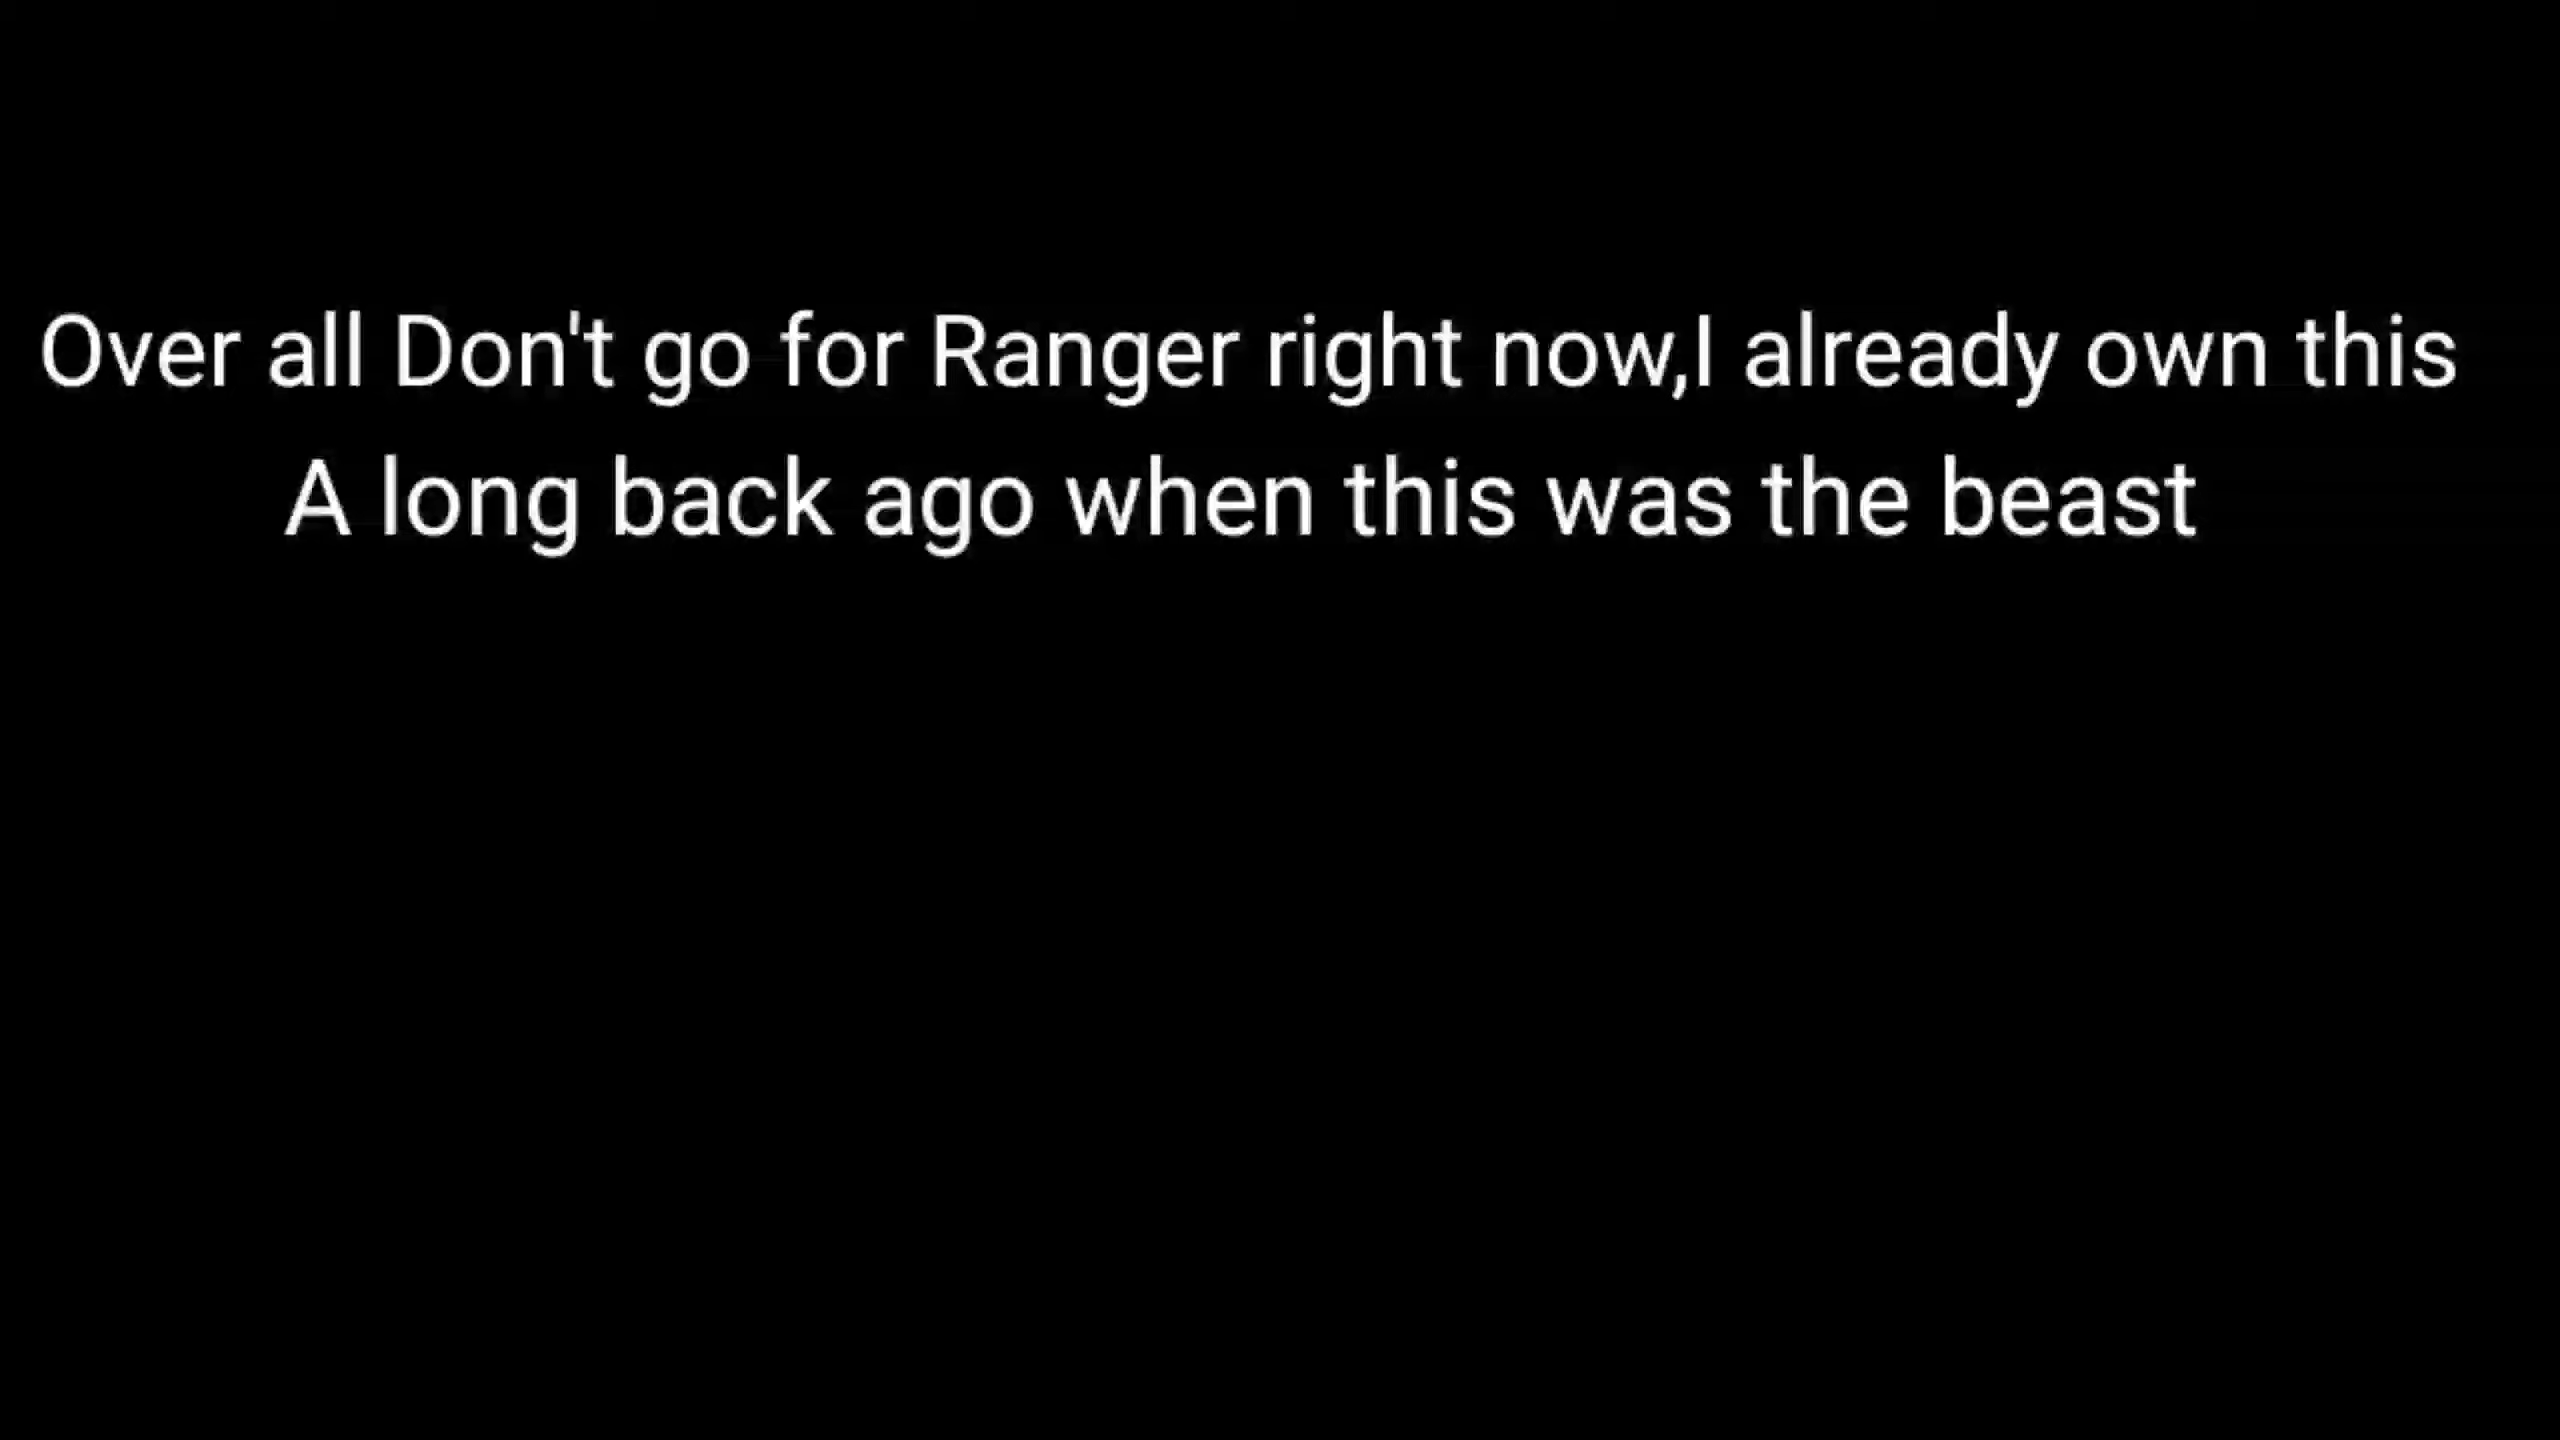 Over all Don't go for Ranger right now,I already own this
A long back ago when this was the beast